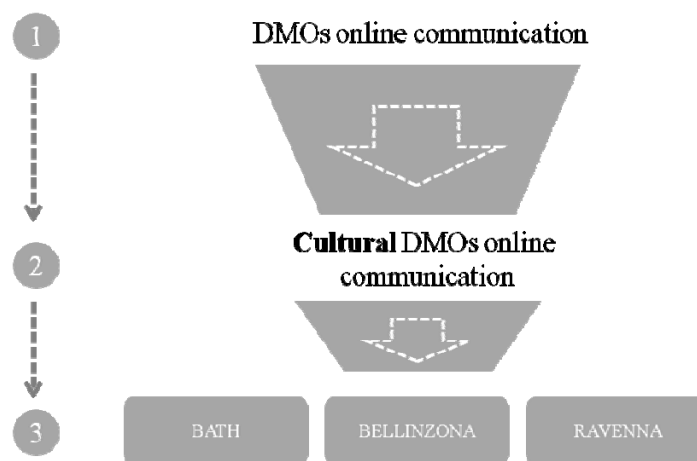 1
DMOs online communication
2
Cultural DMOs online
communication
3
BATH
BELLINZONA
RAVENNA